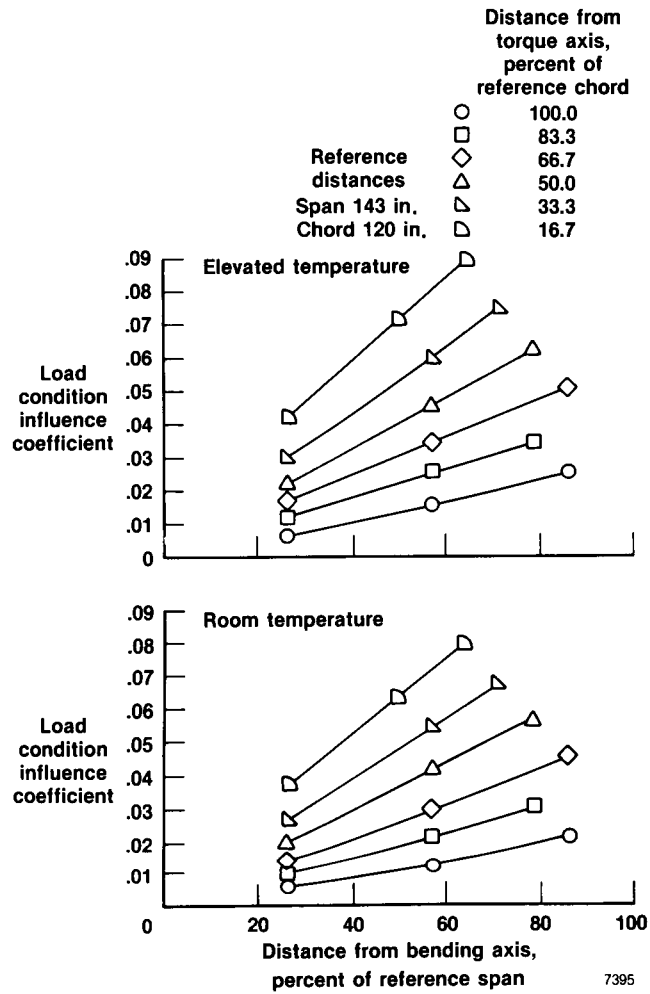 Distance from
torque axis,
percent of
reference chord
100.0
83.3
Reference 66.7
distances 50.0
Span 143 in. 33.3
Chord 120 in. 16.7
Elevated temperature
.09
.08
.07
.06
.05
.04
.03
.02
.01
0
Load
condition
influence
coefficient
Room temperature
.09
.08
.07
.06
.05
.04
.03
.02
.01
0 20 40 60 80 100
Load
condition
influence
coefficient
Distance from bending axis,
percent of reference span
7395